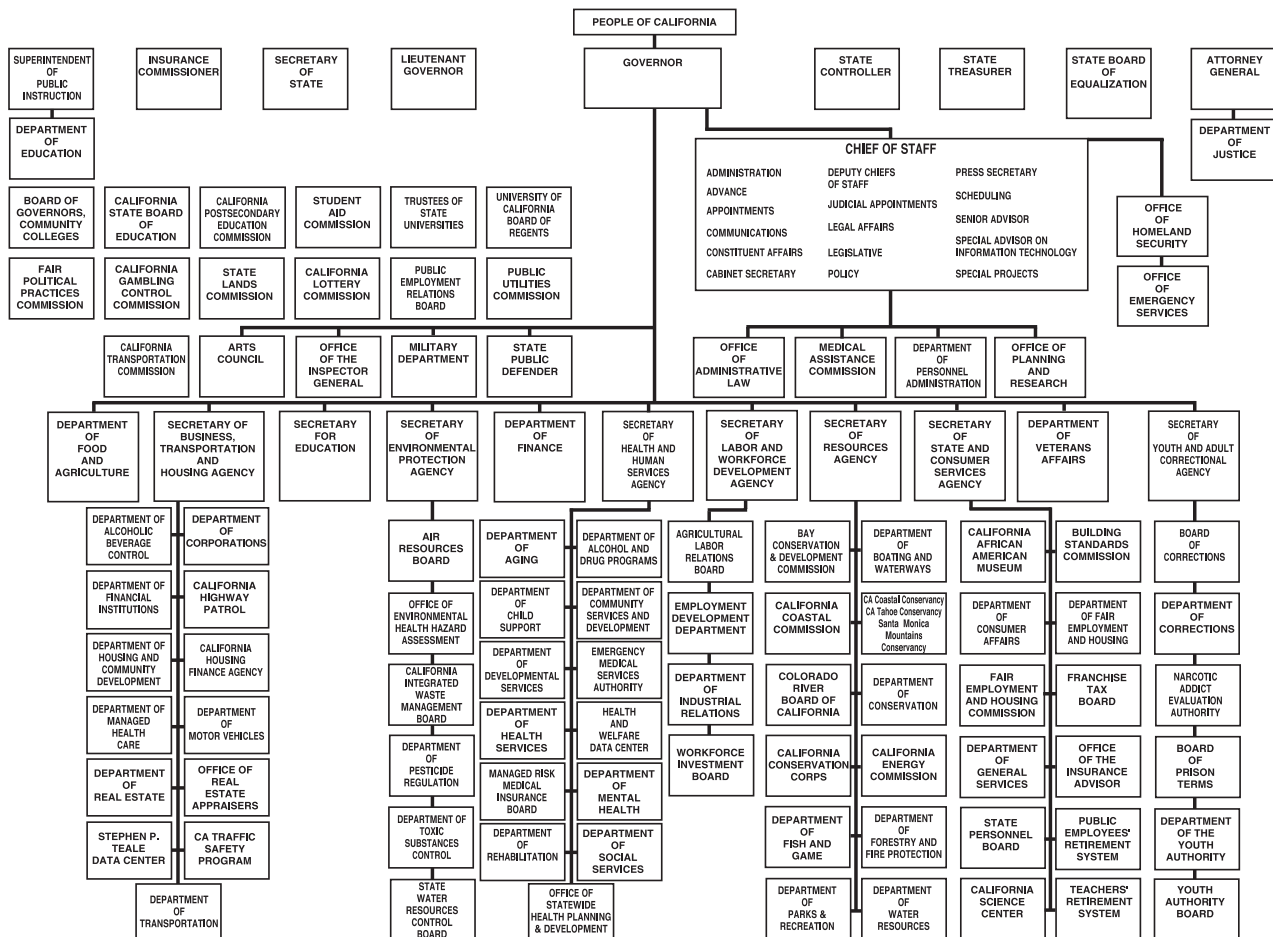 PEOPLE OF CALIFORNIA
SUPERINTENDENT
OF
PUBLIC
INSTRUCTION
INSURANCE
COMMISSIONER
SECRETARY
OF
STATE
LIEUTENANT
GOVERNOR
GOVERNOR
STATE
CONTROLLER
STATE
TREASURER
STATE BOARD
OF
EQUALIZATION
ATTORNEY
GENERAL
DEPARTMENT
OF
EDUCATION
DEPARTMENT
OF
JUSTICE
CHIEF OF STAFF
ADMINISTRATION
ADVANCE
APPOINTMENTS
COMMUNICATIONS
CONSTITUENT AFFAIRS
CABINET SECRETARY
DEPUTY CHIEFS
OF STAFF
JUDICIAL APPOINTMENTS
LEGAL AFFAIRS
LEGISLATIVE
POLICY
PRESS SECRETARY
SCHEDULING
SENIOR ADVISOR
SPECIAL ADVISOR ON
INFORMATION TECHNOLOGY
SPECIAL PROJECTS
BOARD OF
GOVERNORS,
COMMUNITY
COLLEGES
CALIFORNIA
STATE BOARD
OF
EDUCATION
CALIFORNIA
POSTSECONDARY
EDUCATION
COMMISSION
STUDENT
AID
COMMISSION
TRUSTEES OF
STATE
UNIVERSITIES
UNIVERSITY OF
CALIFORNIA
BOARD OF
REGENTS
OFFICE
OF
HOMELAND
SECURITY
FAIR
POLITICAL
PRACTICES
COMMISSION
CALIFORNIA
GAMBLING
CONTROL
COMMISSION
STATE
LANDS
COMMISSION
CALIFORNIA
LOTTERY
COMMISSION
PUBLIC
EMPLOYMENT
RELATIONS
BOARD
PUBLIC
UTILITIES
COMMISSION
OFFICE
OF
EMERGENCY
SERVICES
CALIFORNIA
TRANSPORTATION
COMMISSION
ARTS
COUNCIL
OFFICE
OF THE
INSPECTOR
GENERAL
MILITARY
DEPARTMENT
STATE
PUBLIC
DEFENDER
OFFICE
OF
ADMINISTRATIVE
LAW
MEDICAL
ASSISTANCE
COMMISSION
DEPARTMENT
OF
PERSONNEL
ADMINISTRATION
OFFICE OF
PLANNING
AND
RESEARCH
DEPARTMENT
OF
FOOD
AND
AGRICULTURE
SECRETARY OF
BUSINESS,
TRANSPORTATION
AND
HOUSING AGENCY
SECRETARY
FOR
EDUCATION
SECRETARY
OF
ENVIRONMENTAL
PROTECTION
AGENCY
DEPARTMENT
OF
FINANCE
SECRETARY
OF
HEALTH AND
HUMAN
SERVICES
AGENCY
SECRETARY
OF
LABOR AND
WORKFORCE
DEVELOPMENT
AGENCY
SECRETARY
OF
RESOURCES
AGENCY
SECRETARY
OF
STATE AND
CONSUMER
SERVICES
AGENCY
DEPARTMENT
OF
VETERANS
AFFAIRS
SECRETARY
OF
YOUTH AND ADULT
CORRECTIONAL
AGENCY
DEPARTMENT OF
ALCOHOLIC
BEVERAGE
CONTROL
DEPARTMENT
OF
CORPORATIONS
DEPARTMENT OF
FINANCIAL
INSTITUTIONS
CALIFORNIA
HIGHWAY
PATROL
DEPARTMENT OF
HOUSING AND
COMMUNITY
DEVELOPMENT
CALIFORNIA
HOUSING
FINANCE AGENCY
DEPARTMENT OF
MANAGED
HEALTH
CARE
DEPARTMENT
OF
MOTOR VEHICLES
DEPARTMENT
OF
REAL ESTATE
OFFICE OF
REAL
ESTATE
APPRAISERS
STEPHEN P.
TEALE
DATA CENTER
CA TRAFFIC
SAFETY
PROGRAM
DEPARTMENT
OF
TRANSPORTATION
AIR
RESOURCES
BOARD
OFFICE OF
ENVIRONMENTAL
HEALTH HAZARD
ASSESSMENT
CALIFORNIA
INTEGRATED
WASTE
MANAGEMENT
BOARD
DEPARTMENT
OF
PESTICIDE
REGULATION
DEPARTMENT OF
TOXIC
SUBSTANCES
CONTROL
STATE
WATER
RESOURCES
CONTROL
BOARD
DEPARTMENT
OF
AGING
DEPARTMENT OF
ALCOHOL AND
DRUG PROGRAMS
DEPARTMENT
OF
CHILD
SUPPORT
DEPARTMENT OF
COMMUNITY
SERVICES AND
DEVELOPMENT
DEPARTMENT
OF
DEVELOPMENTAL
SERVICES
EMERGENCY
MEDICAL
SERVICES
AUTHORITY
DEPARTMENT
OF
HEALTH
SERVICES
HEALTH
AND
WELFARE
DATA CENTER
MANAGED RISK
MEDICAL
INSURANCE
BOARD
DEPARTMENT
OF
MENTAL
HEALTH
DEPARTMENT
OF
REHABILITATION
DEPARTMENT
OF
SOCIAL
SERVICES
OFFICE OF
STATEWIDE
HEALTH PLANNING
& DEVELOPMENT
AGRICULTURAL
LABOR
RELATIONS
BOARD
EMPLOYMENT
DEVELOPMENT
DEPARTMENT
DEPARTMENT
OF
INDUSTRIAL
RELATIONS
WORKFORCE
INVESTMENT
BOARD
BAY
CONSERVATION
& DEVELOPMENT
COMMISSION
DEPARTMENT
OF
BOATING AND
WATERWAYS
CALIFORNIA
COASTAL
COMMISSION
CA Coastal Conservancy
CA Tahoe Conservancy
Santa Monica
Mountains
Conservancy
COLORADO
RIVER
BOARD OF
CALIFORNIA
DEPARTMENT
OF
CONSERVATION
CALIFORNIA
CONSERVATION
CORPS
CALIFORNIA
ENERGY
COMMISSION
DEPARTMENT
OF
FISH AND
GAME
DEPARTMENT
OF
FORESTRY AND
FIRE PROTECTION
DEPARTMENT
OF
PARKS &
RECREATION
DEPARTMENT
OF
WATER
RESOURCES
CALIFORNIA
AFRICAN
AMERICAN
MUSEUM
BUILDING
STANDARDS
COMMISSION
DEPARTMENT
OF
CONSUMER
AFFAIRS
DEPARTMENT
OF FAIR
EMPLOYMENT
AND HOUSING
FAIR
EMPLOYMENT
AND HOUSING
COMMISSION
FRANCHISE
TAX
BOARD
DEPARTMENT
OF
GENERAL
SERVICES
OFFICE
OF THE
INSURANCE
ADVISOR
STATE
PERSONNEL
BOARD
PUBLIC
EMPLOYEES'
RETIREMENT
SYSTEM
CALIFORNIA
SCIENCE
CENTER
TEACHERS'
RETIREMENT
SYSTEM
BOARD
OF
CORRECTIONS
DEPARTMENT
OF
CORRECTIONS
NARCOTIC
ADDICT
EVALUATION
AUTHORITY
BOARD
OF
PRISON
TERMS
DEPARTMENT
OF THE
YOUTH
AUTHORITY
YOUTH
AUTHORITY
BOARD